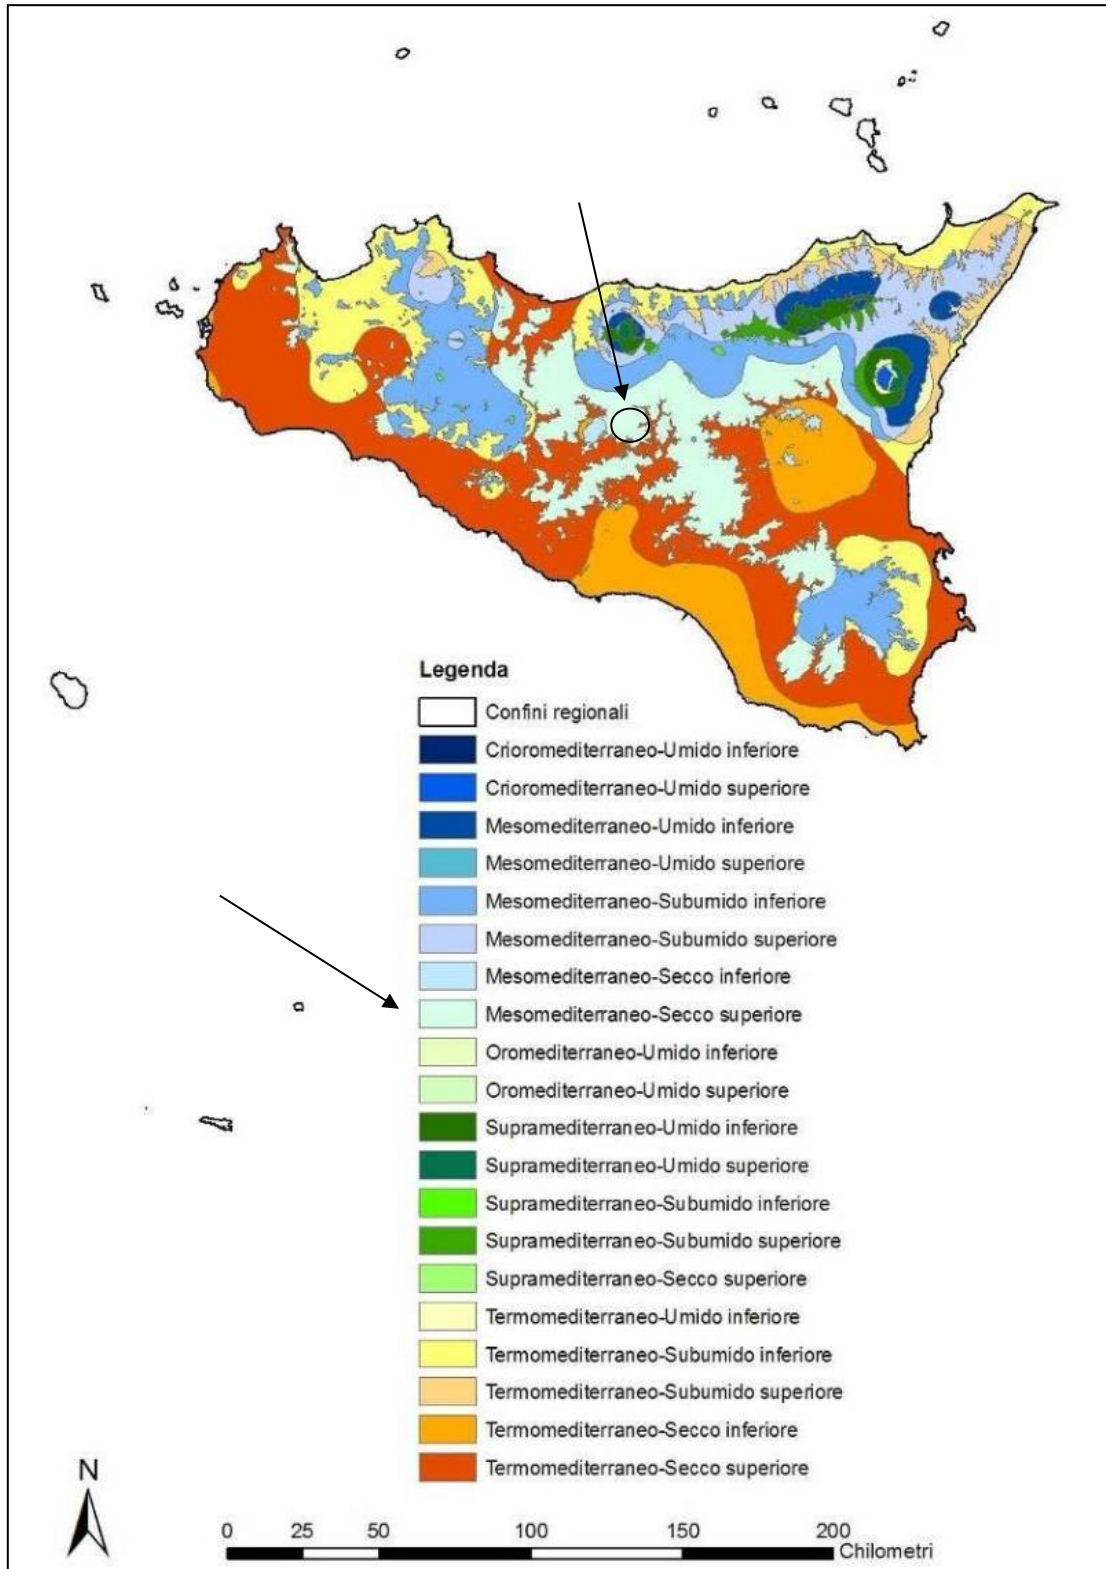 Legenda
Confini regionali
Crioromediterraneo-Umido inferiore
Crioromediterraneo-Umido superiore
Mesomediterraneo-Umido inferiore
Mesomediterraneo-Umido superiore
Mesomediterraneo-Subumido inferiore
Mesomediterraneo-Subumido superiore
Mesomediterraneo-Secco inferiore
Mesomediterraneo-Secco superiore
Oromediterraneo-Umido inferiore
Oromediterraneo-Umido superiore
Supramediterraneo-Umido inferiore
Supramediterraneo-Umido superiore
Supramediterraneo-Subumido inferiore
Supramediterraneo-Subumido superiore
Supramediterraneo-Secco superiore
Termomediterraneo-Umido inferiore
Termomediterraneo-Subumido inferiore
Termomediterraneo-Subumido superiore
Termomediterraneo-Secco inferiore
Termomediterraneo-Secco superiore
N
0 25 50 100 150 200
Chilometri